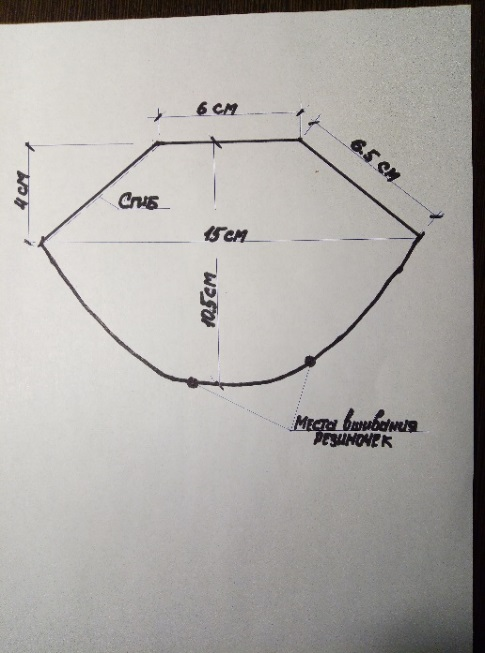 6 см
6.5 см
4 см
Сгиб
15 см
10.5 см
Места вшивания
резиночек